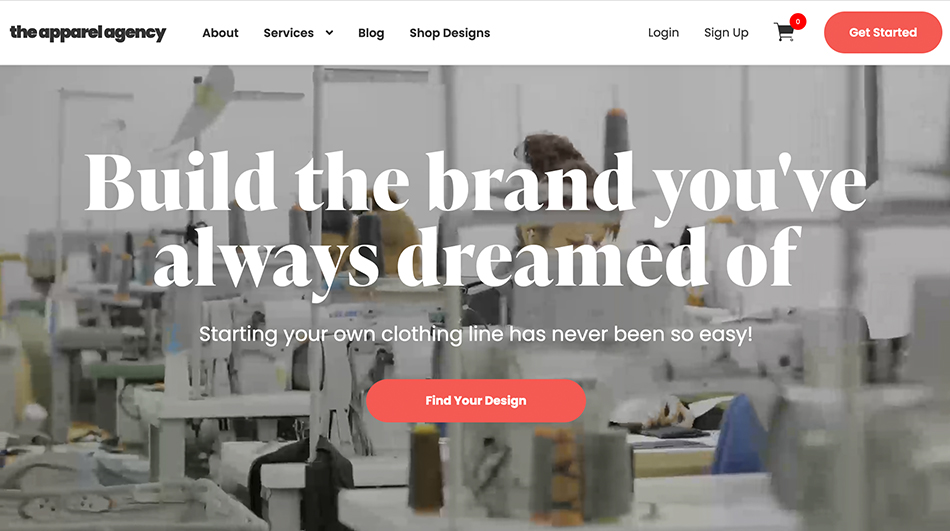 the apparel agency
About
Services
Blog
Shop Designs
Login
Sign Up
0
Get Started
Build the brand you've
always dreamed of
Starting your own clothing line has never been so easy!
Find Your Design